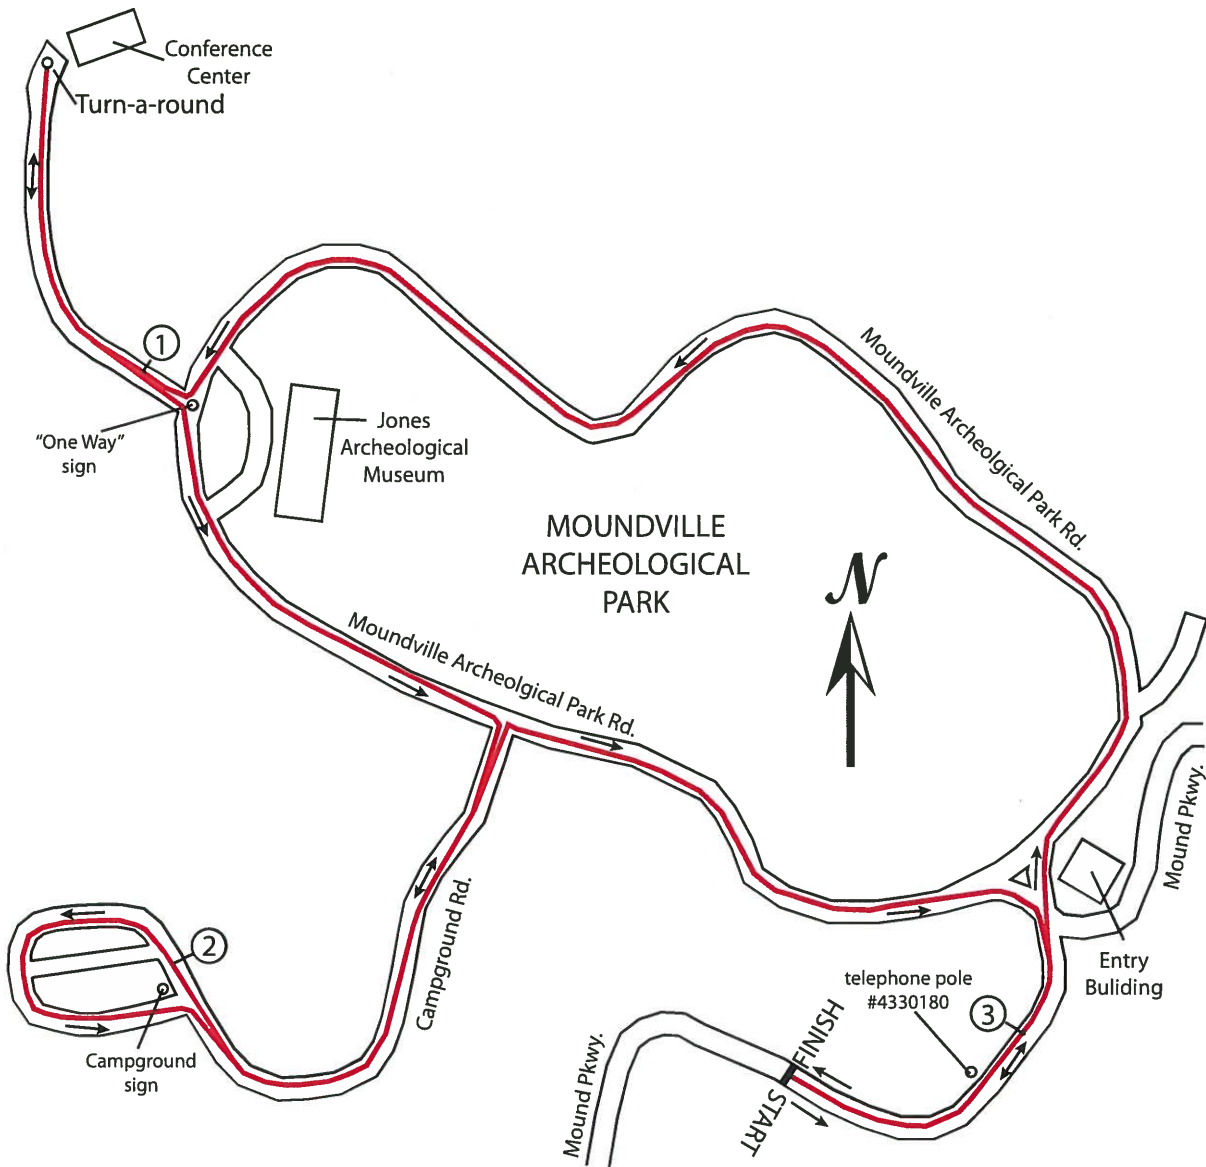 Conference
Center
Turn-a-round
1
"One Way"
sign
Jones
Archeological
Museum
MOUNDVILLE
ARCHEOLOGICAL
PARK
N
Moundville Archeolgical Park Rd.
Moundville Archeolgical Park Rd.
Mound Pkwy.
Entry
Buliding
Campground Rd.
2
Campground
sign
telephone pole
#4330180
3
FINISH
START
Mound Pkwy.